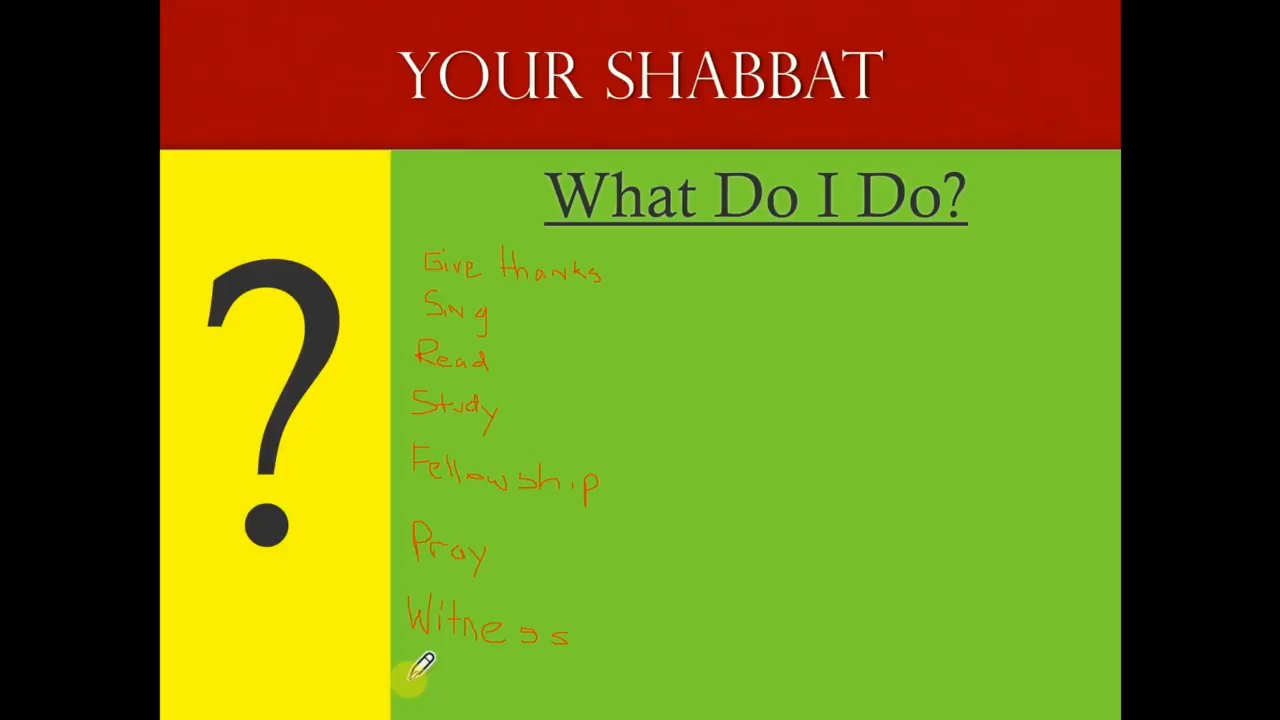 YOUR SHABBAT
What Do I Do?
?
Give thanks
Sing
Read
Study
Fellowship
Pray
Witness